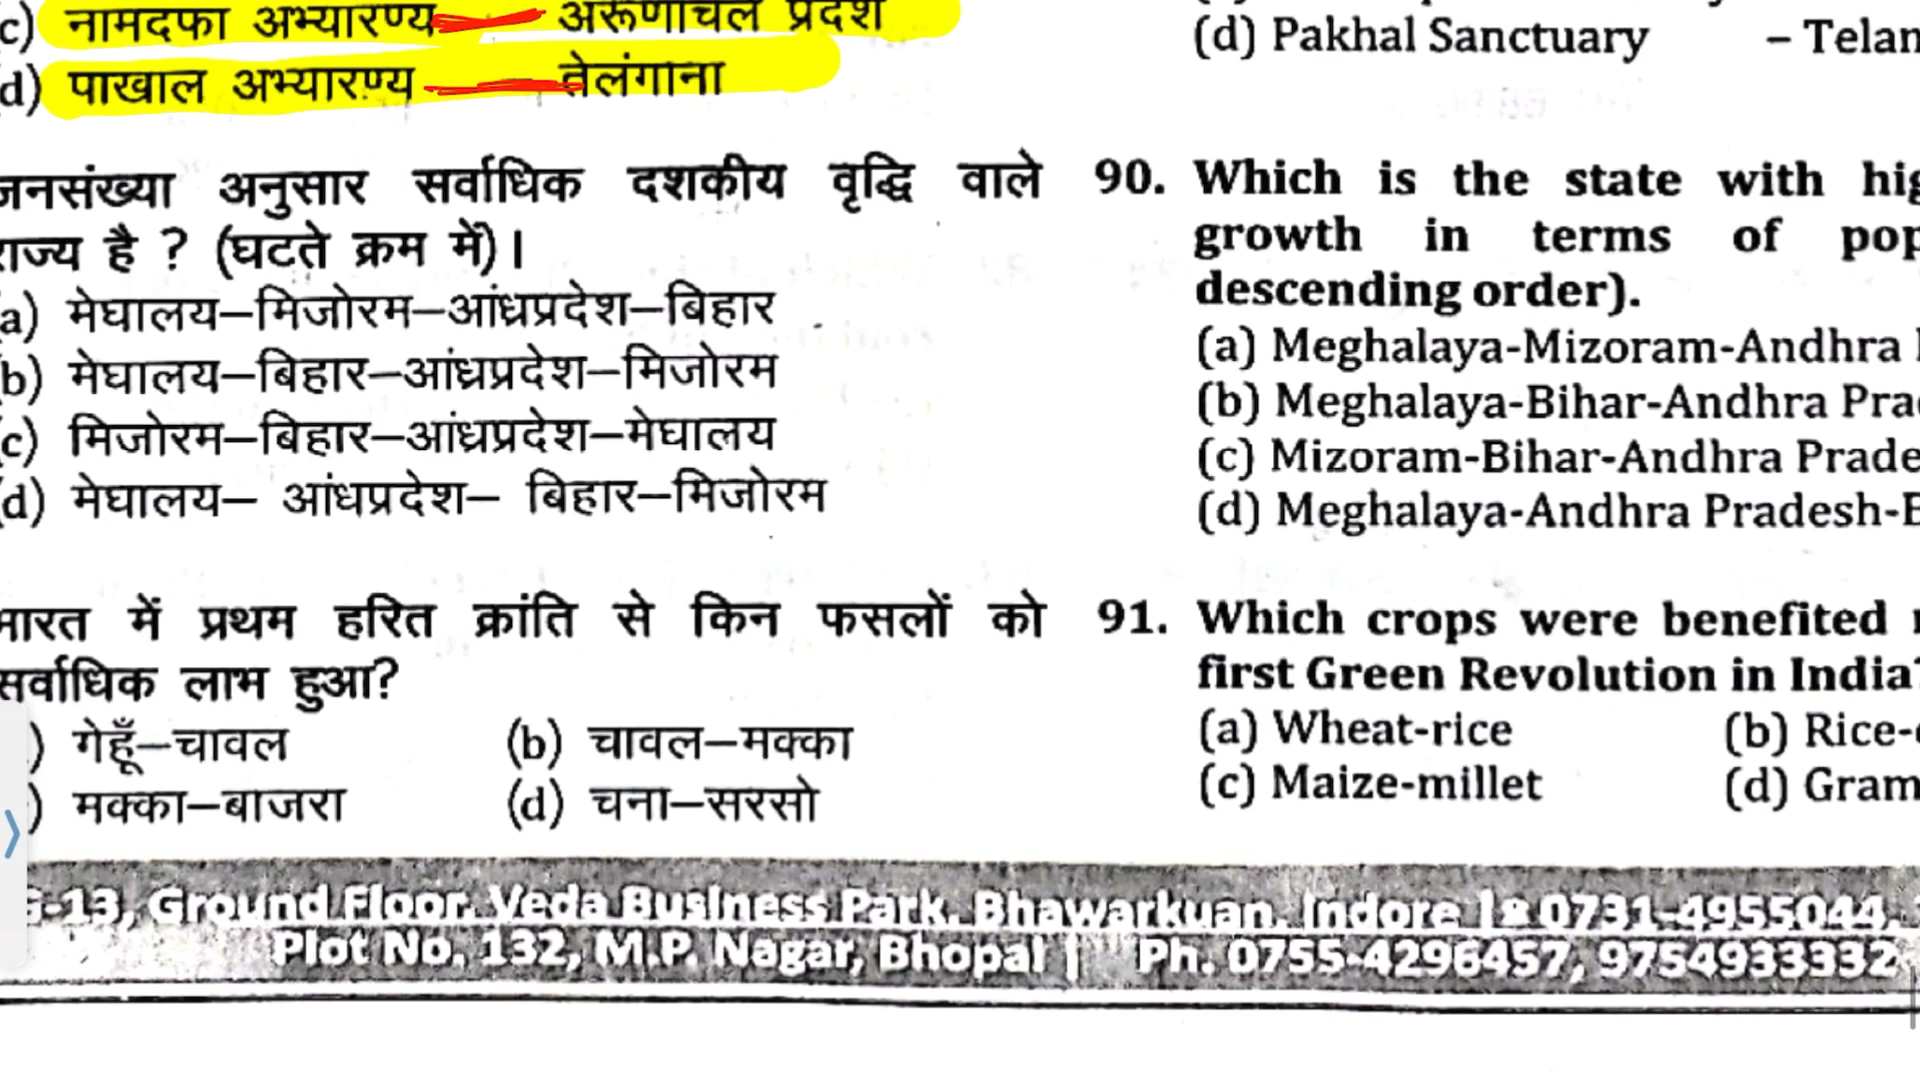 c) नामदफा अभ्यारण्य अरूणाचल प्रदेश
d) पाखाल अभ्यारण्य तेलंगाना
जनसंख्या अनुसार सर्वाधिक दशकीय वृद्धि वाले
राज्य है ? (घटते क्रम में)।
a) मेघालय–मिजोरम–आंध्रप्रदेश–बिहार
b) मेघालय–बिहार–आंध्रप्रदेश–मिजोरम
(c) मिजोरम–बिहार–आंध्रप्रदेश–मेघालय
(d) मेघालय– आंधप्रदेश– बिहार–मिजोरम
भारत में प्रथम हरित क्रांति से किन फसलों को
सर्वाधिक लाभ हुआ?
) गेहूँ–चावल (b) चावल–मक्का
) मक्का–बाजरा (d) चना–सरसो
(d) Pakhal Sanctuary – Telan
90. Which is the state with hig
growth in terms of pop
descending order).
(a) Meghalaya-Mizoram-Andhra
(b) Meghalaya-Bihar-Andhra Pra
(c) Mizoram-Bihar-Andhra Prade
(d) Meghalaya-Andhra Pradesh-B
91. Which crops were benefited
first Green Revolution in India?
(a) Wheat-rice (b) Rice-
(c) Maize-millet (d) Gram
-13, Ground Floor, Veda Business Park, Bhawarkuan, Indore | 0731-4955044,
Plot No. 132, M.P. Nagar, Bhopal | Ph. 0755-4296457, 9754933332